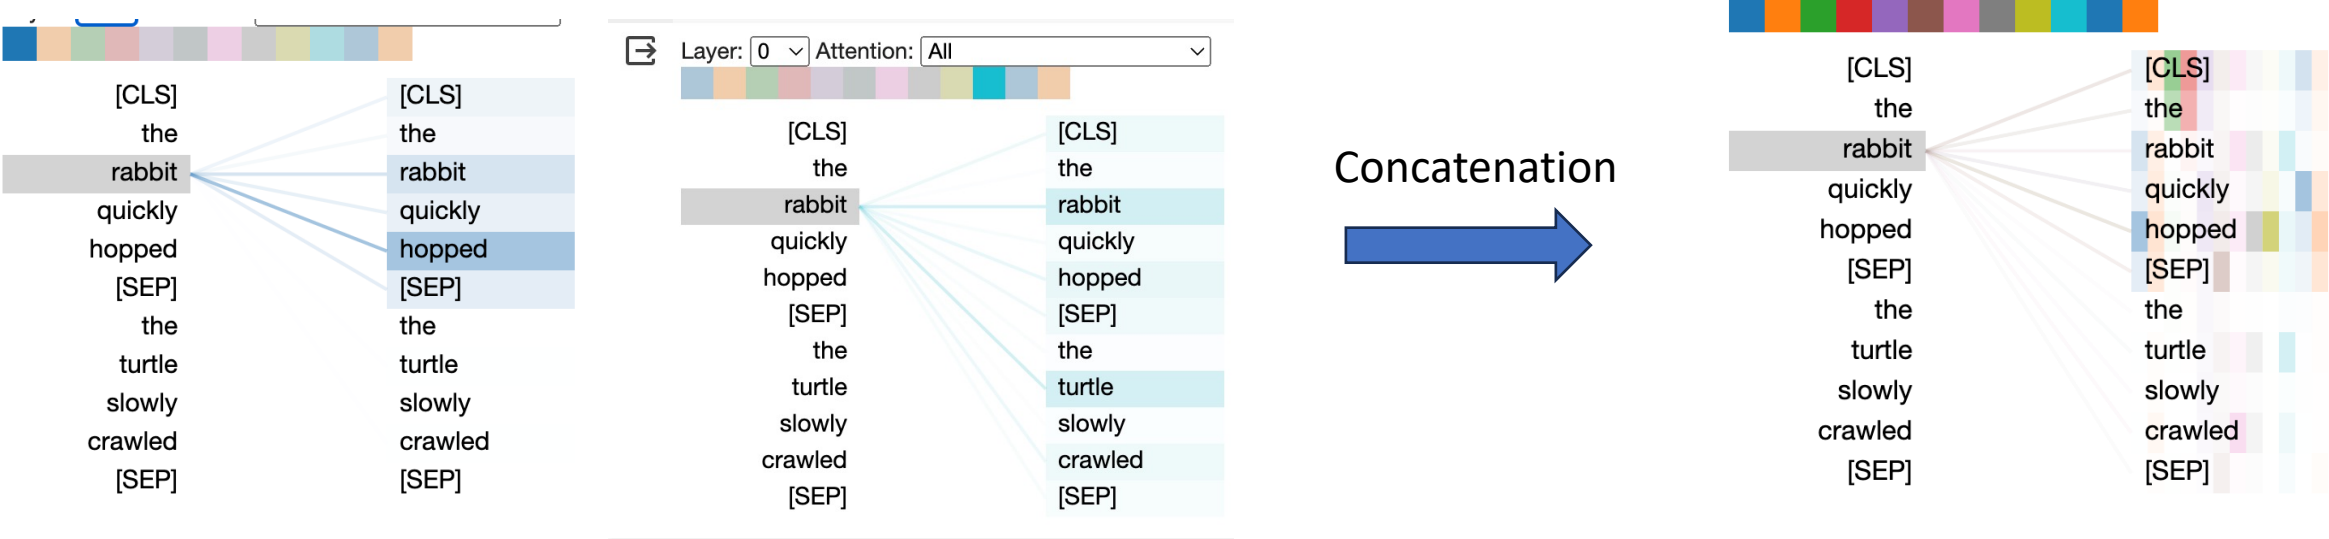 [CLS] [CLS]
the the
rabbit rabbit
quickly quickly
hopped hopped
[SEP] [SEP]
the the
turtle turtle
slowly slowly
crawled crawled
[SEP] [SEP]
Layer: 0 Attention: All
[CLS] [CLS]
the the
rabbit rabbit
quickly quickly
hopped hopped
[SEP] [SEP]
the the
turtle turtle
slowly slowly
crawled crawled
[SEP] [SEP]
Concatenation
[CLS] [CLS]
the the
rabbit rabbit
quickly quickly
hopped hopped
[SEP] [SEP]
the the
turtle turtle
slowly slowly
crawled crawled
[SEP] [SEP]